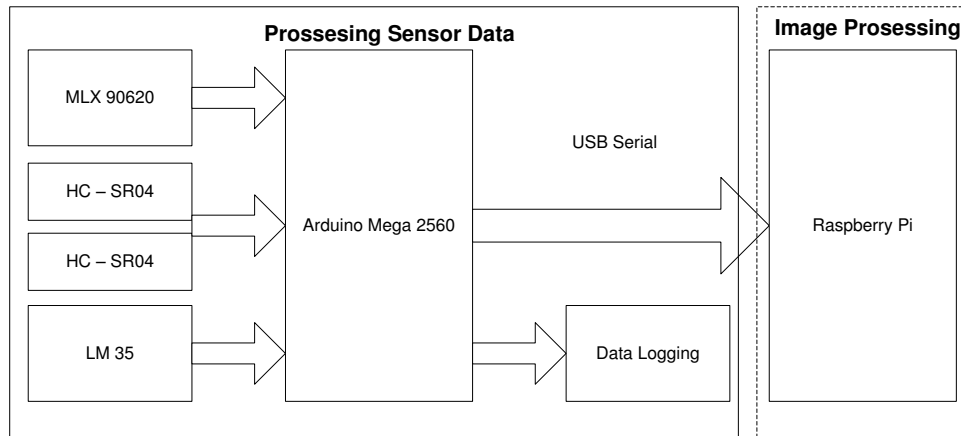 Prossesing Sensor Data
Image Prosessing
MLX 90620
HC – SR04
HC – SR04
LM 35
Arduino Mega 2560
USB Serial
Data Logging
Raspberry Pi